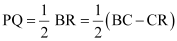 PQ = 1/2 BR = 1/2 (BC − CR)